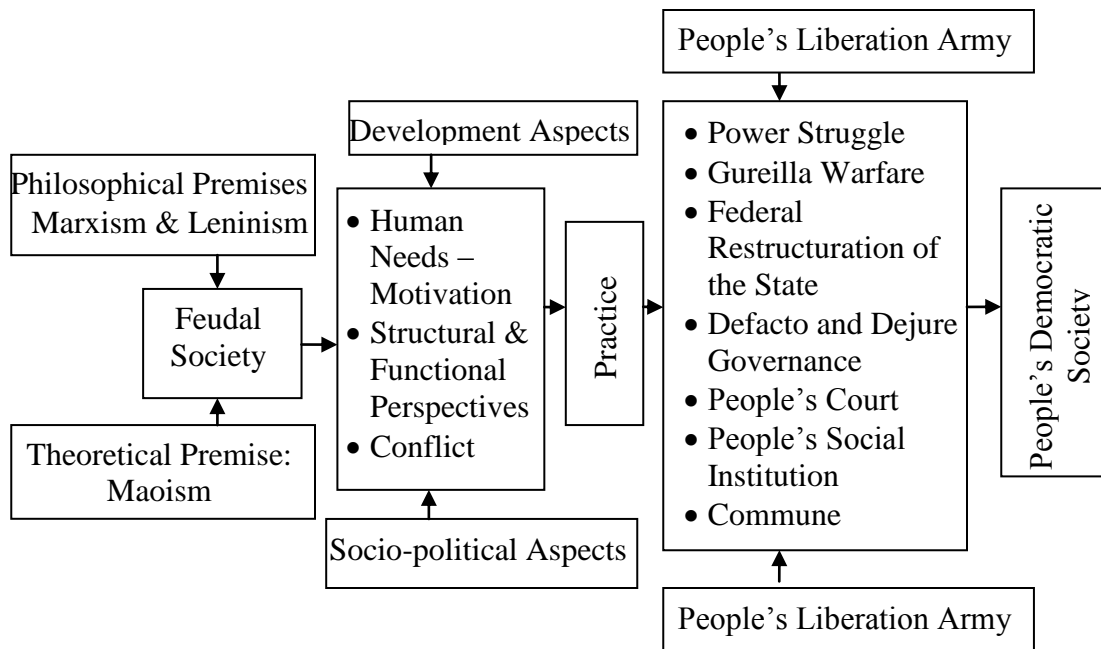 People's Liberation Army
Development Aspects
Philosophical Premises
Marxism & Leninism
Feudal
Society
Theoretical Premise:
Maoism
• Human
Needs –
Motivation
• Structural &
Functional
Perspectives
• Conflict
Socio-political Aspects
Practice
• Power Struggle
• Gureilla Warfare
• Federal
Restructuration of
the State
• Defacto and Dejure
Governance
• People's Court
• People's Social
Institution
• Commune
People's Liberation Army
People's Democratic
Society